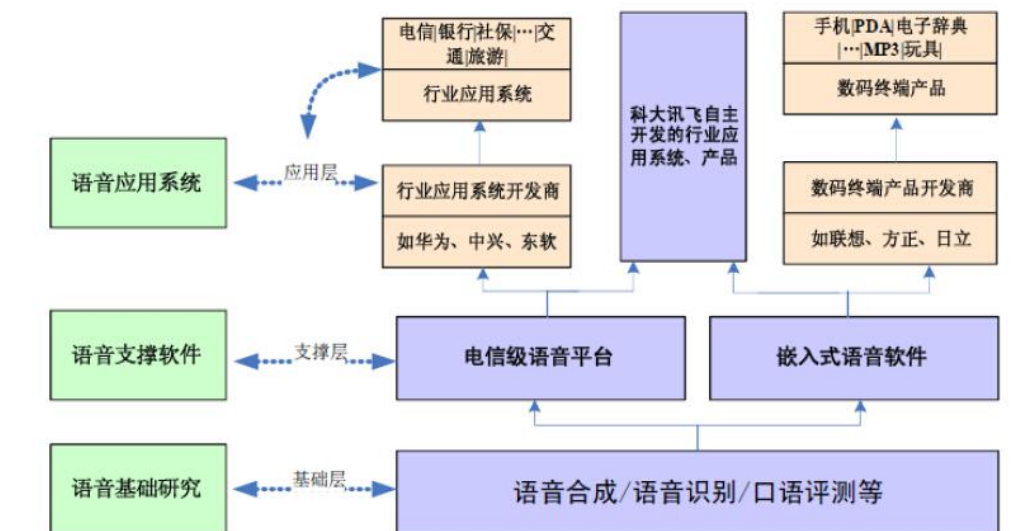 电信|银行|社保|…|交
通|旅游|
行业应用系统
科大讯飞自主
开发的行业应
用系统、产品
手机|PDA|电子辞典
|…|MP3|玩具|
数码终端产品
语音应用系统
应用层
行业应用系统开发商
如华为、中兴、东软
数码终端产品开发商
如联想、方正、日立
语音支撑软件
支撑层
电信级语音平台
嵌入式语音软件
语音基础研究
基础层
语音合成/语音识别/口语评测等